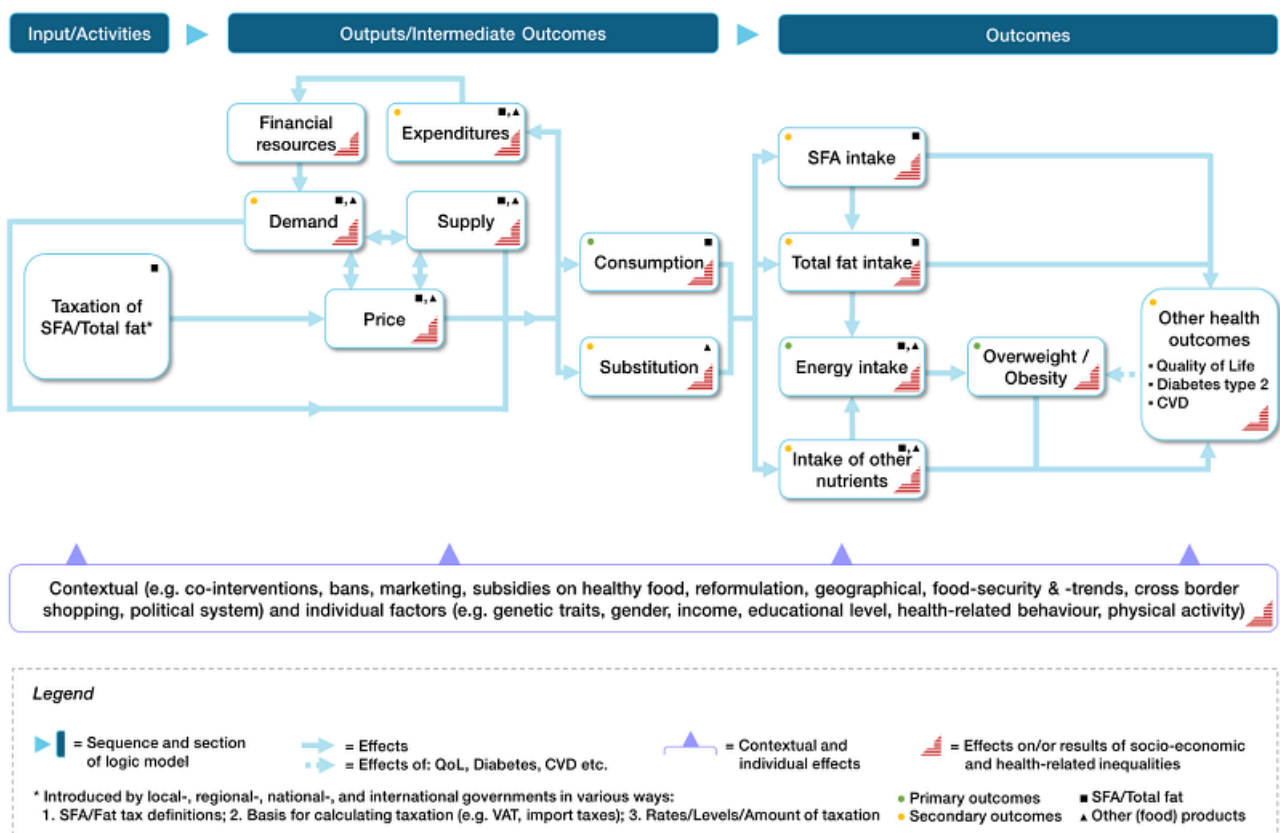 Input/Activities
Outputs/Intermediate Outcomes
Outcomes
Financial
resources
Expenditures
■,▲
Demand
■,▲
Supply
■,▲
Taxation of
SFA/Total fat*
■
Price
■,▲
Consumption
■
Substitution
▲
SFA intake
■
Total fat intake
■
Energy intake
■,▲
Intake of other
nutrients
■,▲
Overweight /
Obesity
Other health
outcomes
• Quality of Life
• Diabetes type 2
• CVD
Contextual (e.g. co-interventions, bans, marketing, subsidies on healthy food, reformulation, geographical, food-security & -trends, cross border
shopping, political system) and individual factors (e.g. genetic traits, gender, income, educational level, health-related behaviour, physical activity)
Legend
= Sequence and section
of logic model
= Effects
= Effects of: QoL, Diabetes, CVD etc.
= Contextual and
individual effects
= Effects on/or results of socio-economic
and health-related inequalities
* Introduced by local-, regional-, national-, and international governments in various ways:
1. SFA/Fat tax definitions; 2. Basis for calculating taxation (e.g. VAT, import taxes); 3. Rates/Levels/Amount of taxation
● Primary outcomes
● Secondary outcomes
■ SFA/Total fat
▲ Other (food) products